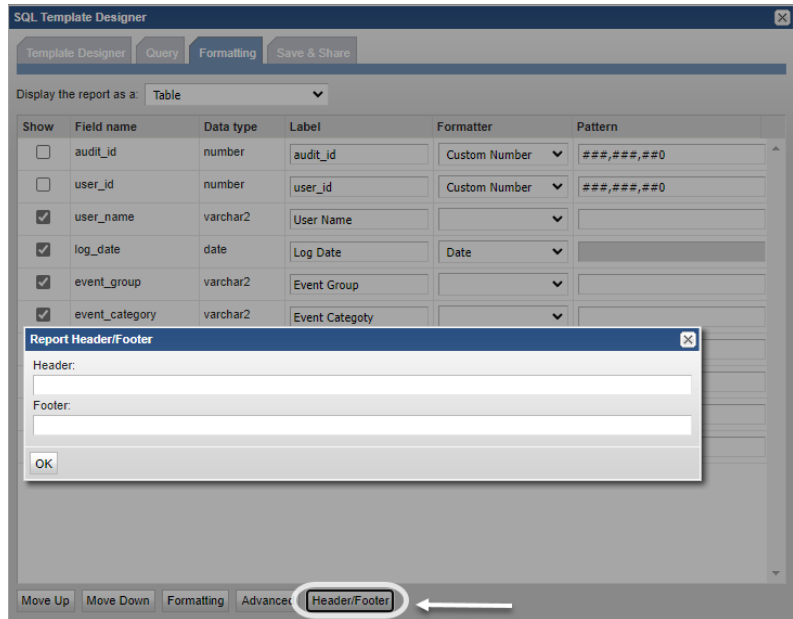 SQL Template Designer
Template Designer Query Formatting Save & Share
Display the report as a: Table
Show Field name Data type Label Formatter Pattern
audit_id number audit_id Custom Number ###,###,##0
user_id number user_id Custom Number ###,###,##0
user_name varchar2 User Name
log_date date Log Date Date
event_group varchar2 Event Group
event_category varchar2 Event Categoty
Report Header/Footer
Header:
Footer:
OK
Move Up Move Down Formatting Advanced Header/Footer